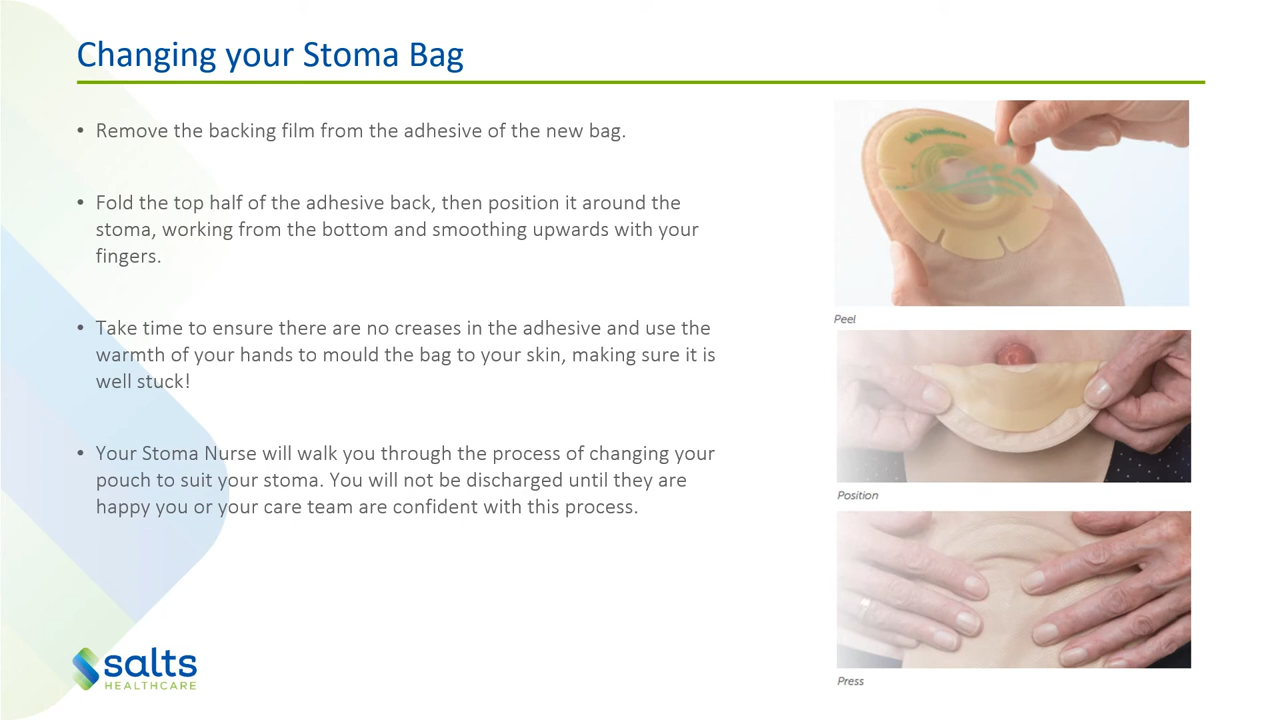 Changing your Stoma Bag
• Remove the backing film from the adhesive of the new bag.
• Fold the top half of the adhesive back, then position it around the
stoma, working from the bottom and smoothing upwards with your
fingers.
• Take time to ensure there are no creases in the adhesive and use the
warmth of your hands to mould the bag to your skin, making sure it is
well stuck!
• Your Stoma Nurse will walk you through the process of changing your
pouch to suit your stoma. You will not be discharged until they are
happy you or your care team are confident with this process.
Salts Healthcare
Peel
Position
Press
salts
HEALTHCARE